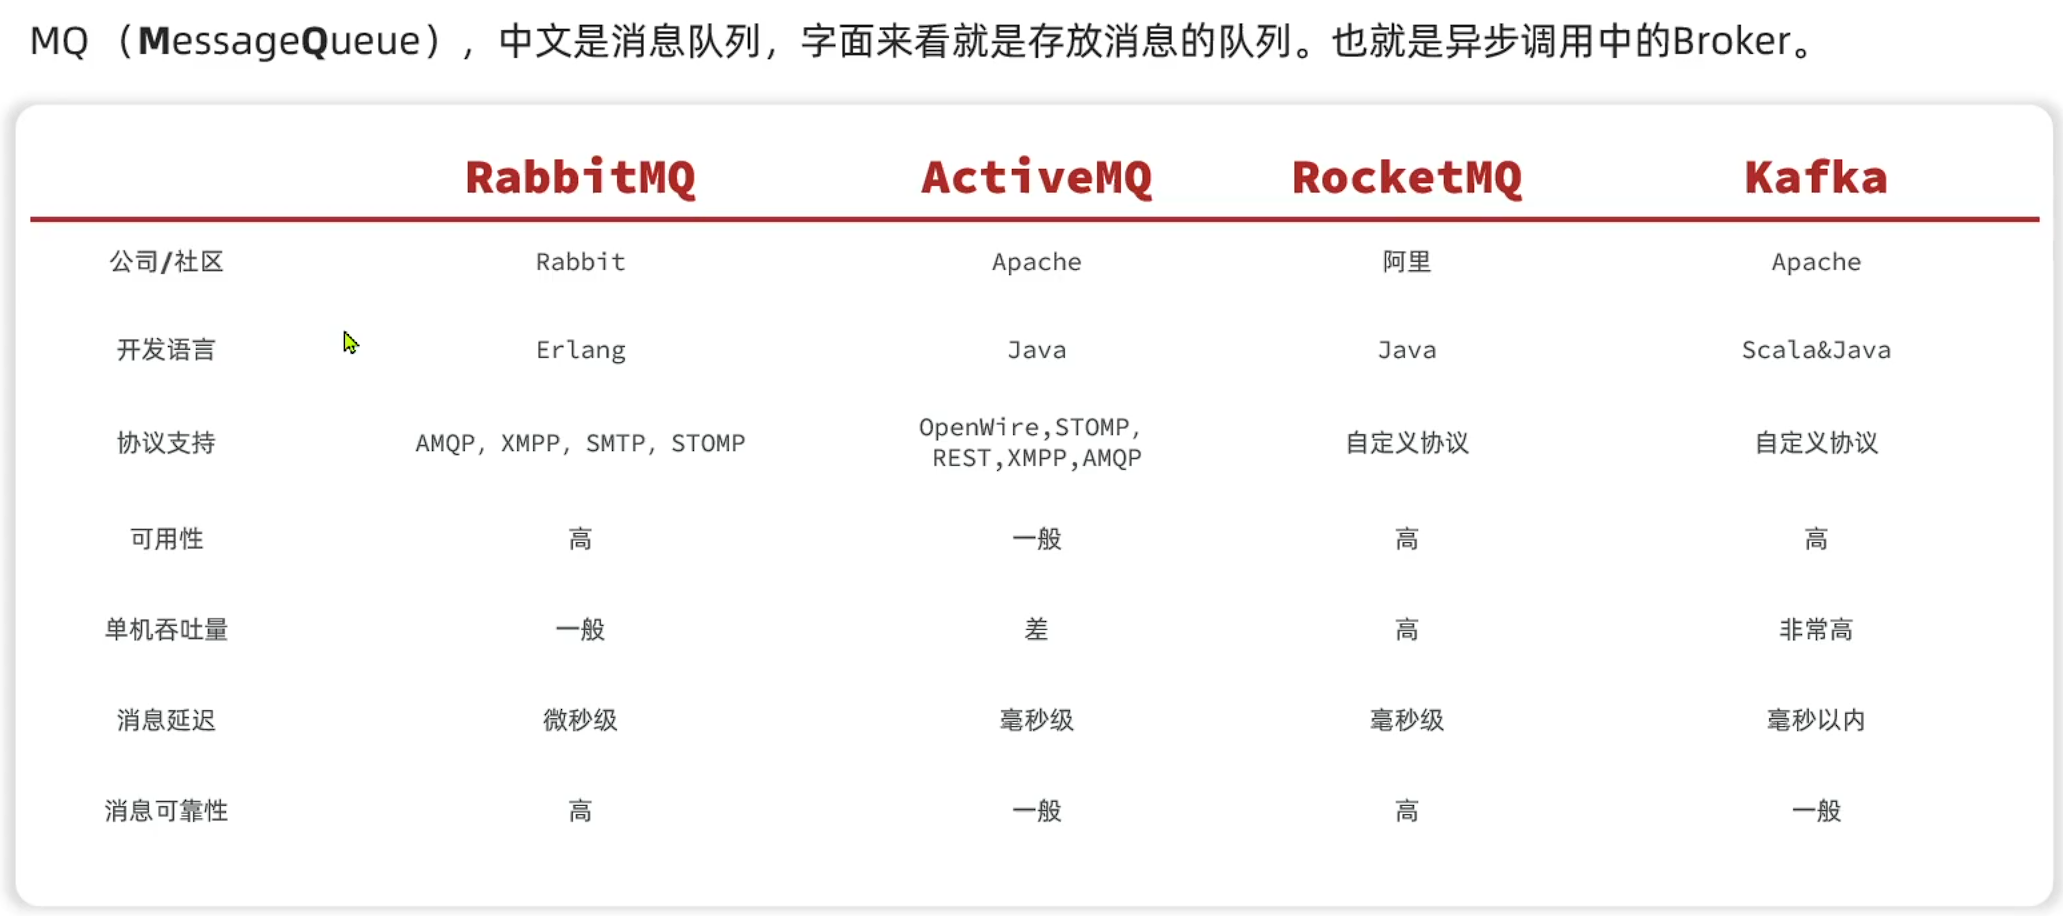 MQ（MessageQueue），中文是消息队列，字面来看就是存放消息的队列。也就是异步调用中的Broker。
RabbitMQ ActiveMQ RocketMQ Kafka
公司/社区 Rabbit Apache 阿里 Apache
开发语言 Erlang Java Java Scala&Java
协议支持 AMQP, XMPP, SMTP, STOMP OpenWire,STOMP, 自定义协议 自定义协议
REST,XMPP,AMQP
可用性 高 一般 高 高
单机吞吐量 一般 差 高 非常高
消息延迟 微秒级 毫秒级 毫秒级 毫秒以内
消息可靠性 高 一般 高 一般